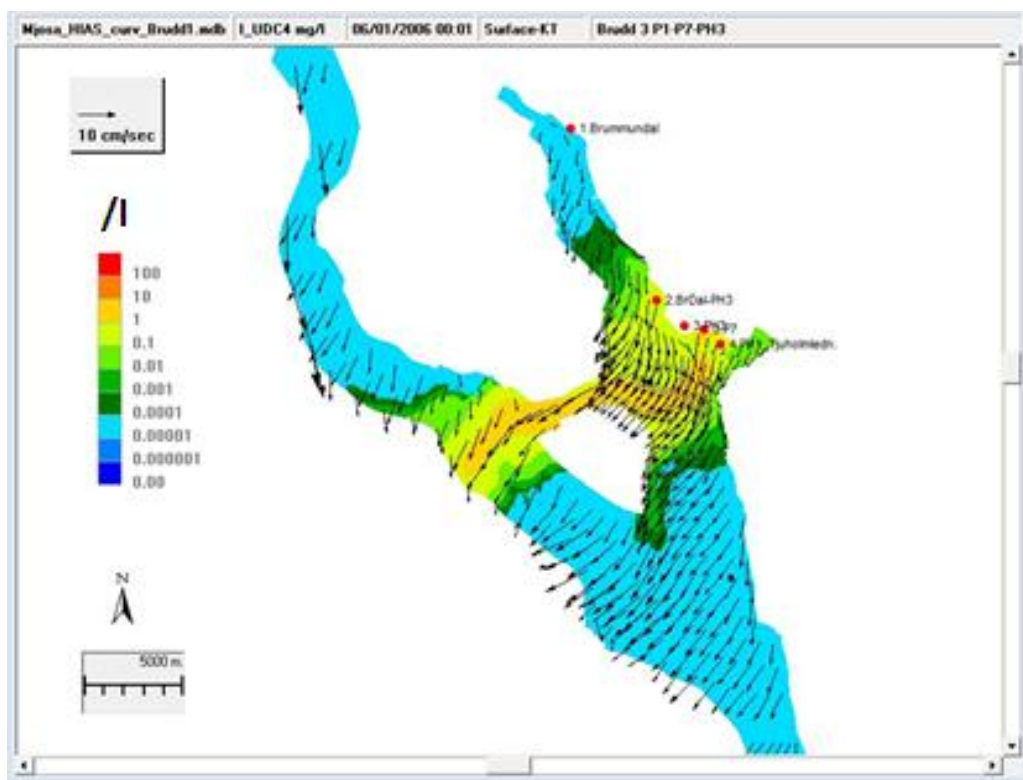 Mjosa_HIAS_curv_Brudd1.mdb I_UDC4 mg/l 06/01/2006 00:01 Surface-KT Brudd 3 P1-P7-PH3
10 cm/sec
/l
100
10
1
0.1
0.01
0.001
0.0001
0.00001
0.000001
0.00
1.Brummundal
2.BrDal-PH3
N
5000 m.